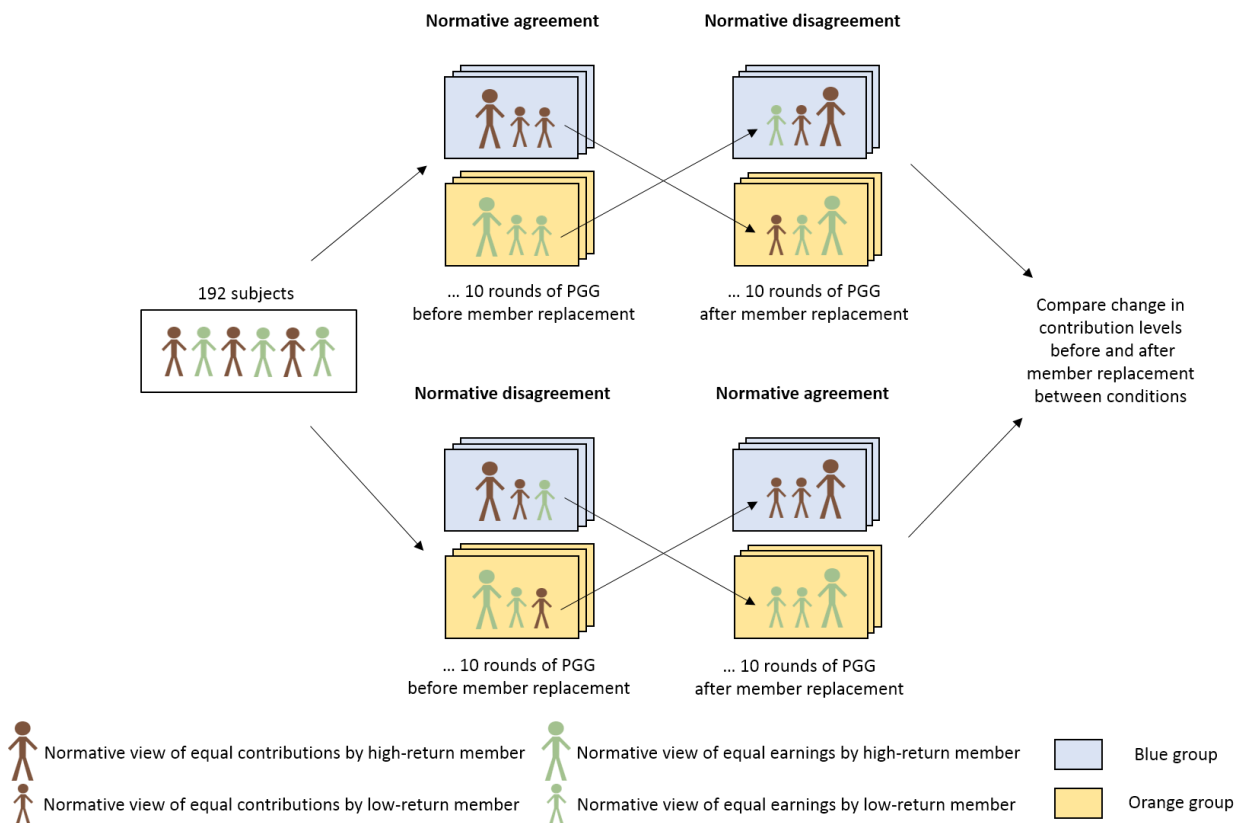 Normative agreement
Normative disagreement
192 subjects
... 10 rounds of PGG
before member replacement
... 10 rounds of PGG
after member replacement
Compare change in
contribution levels
before and after
member replacement
between conditions
Normative disagreement
Normative agreement
... 10 rounds of PGG
before member replacement
... 10 rounds of PGG
after member replacement
Normative view of equal contributions by high-return member
Normative view of equal earnings by high-return member
Blue group
Normative view of equal contributions by low-return member
Normative view of equal earnings by low-return member
Orange group